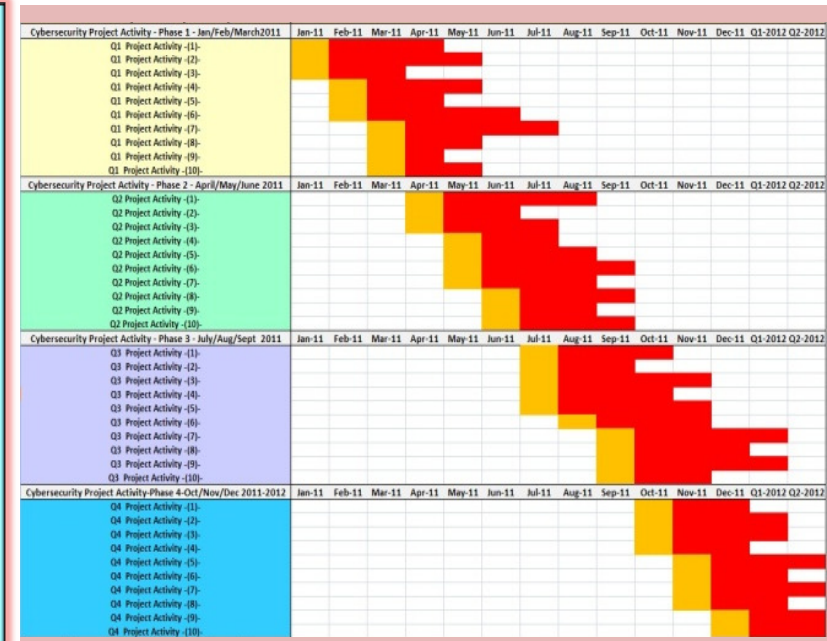 Cybersecurity Project Activity - Phase 1 - Jan/Feb/March2011 Jan-11 Feb-11 Mar-11 Apr-11 May-11 Jun-11 Jul-11 Aug-11 Sep-11 Oct-11 Nov-11 Dec-11 Q1-2012 Q2-2012
Q1 Project Activity -(1)-
Q1 Project Activity -(2)-
Q1 Project Activity -(3)-
Q1 Project Activity -(4)-
Q1 Project Activity -(5)-
Q1 Project Activity -(6)-
Q1 Project Activity -(7)-
Q1 Project Activity -(8)-
Q1 Project Activity -(9)-
Q1 Project Activity -(10)-
Cybersecurity Project Activity - Phase 2 - April/May/June 2011 Jan-11 Feb-11 Mar-11 Apr-11 May-11 Jun-11 Jul-11 Aug-11 Sep-11 Oct-11 Nov-11 Dec-11 Q1-2012 Q2-2012
Q2 Project Activity -(1)-
Q2 Project Activity -(2)-
Q2 Project Activity -(3)-
Q2 Project Activity -(4)-
Q2 Project Activity -(5)-
Q2 Project Activity -(6)-
Q2 Project Activity -(7)-
Q2 Project Activity -(8)-
Q2 Project Activity -(9)-
Q2 Project Activity -(10)-
Cybersecurity Project Activity - Phase 3 - July/Aug/Sept 2011 Jan-11 Feb-11 Mar-11 Apr-11 May-11 Jun-11 Jul-11 Aug-11 Sep-11 Oct-11 Nov-11 Dec-11 Q1-2012 Q2-2012
Q3 Project Activity -(1)-
Q3 Project Activity -(2)-
Q3 Project Activity -(3)-
Q3 Project Activity -(4)-
Q3 Project Activity -(5)-
Q3 Project Activity -(6)-
Q3 Project Activity -(7)-
Q3 Project Activity -(8)-
Q3 Project Activity -(9)-
Q3 Project Activity -(10)-
Cybersecurity Project Activity-Phase 4-Oct/Nov/Dec 2011-2012 Jan-11 Feb-11 Mar-11 Apr-11 May-11 Jun-11 Jul-11 Aug-11 Sep-11 Oct-11 Nov-11 Dec-11 Q1-2012 Q2-2012
Q4 Project Activity -(1)-
Q4 Project Activity -(2)-
Q4 Project Activity -(3)-
Q4 Project Activity -(4)-
Q4 Project Activity -(5)-
Q4 Project Activity -(6)-
Q4 Project Activity -(7)-
Q4 Project Activity -(8)-
Q4 Project Activity -(9)-
Q4 Project Activity -(10)-